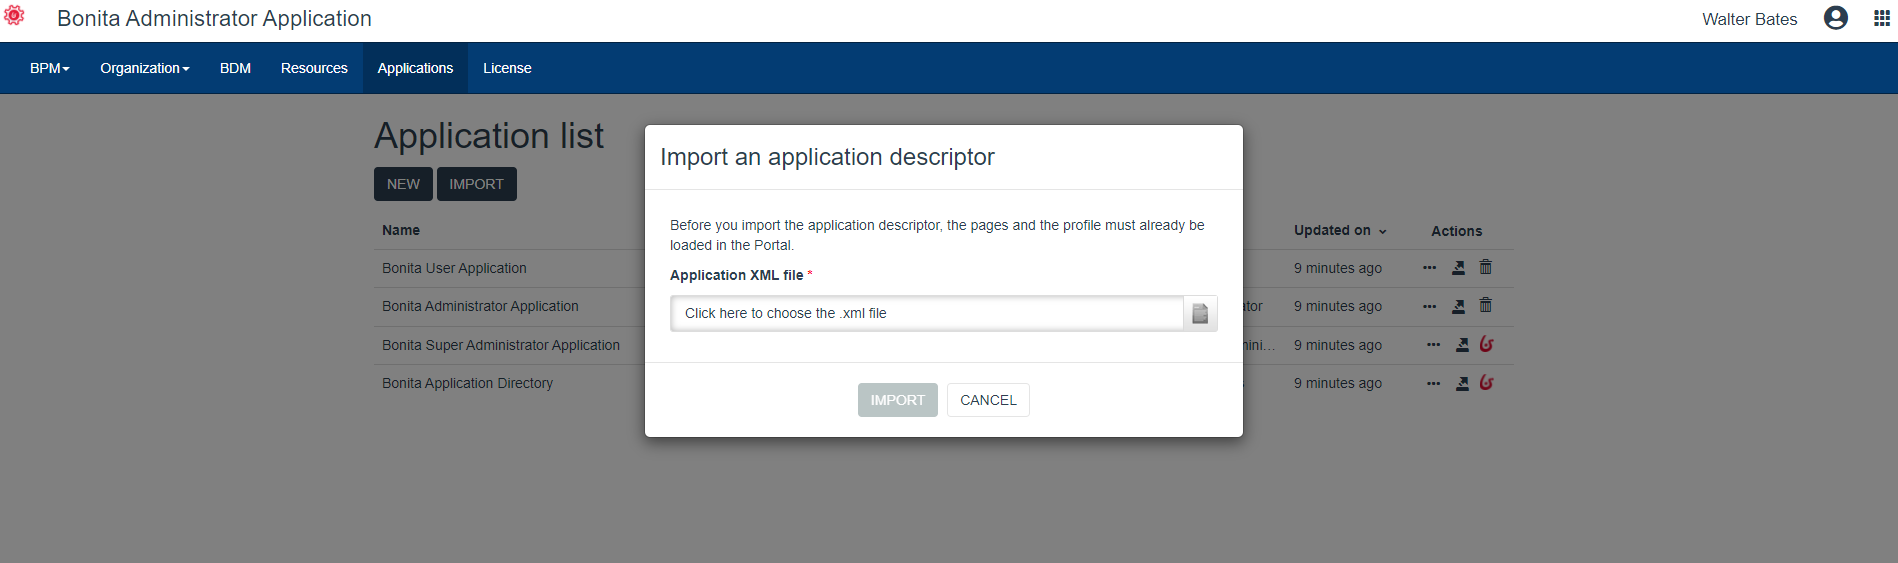 Bonita Administrator Application
Walter Bates
BPM
Organization
BDM
Resources
Applications
License
Application list
NEW
IMPORT
Name
Updated on
Actions
Bonita User Application
9 minutes ago
Bonita Administrator Application
ator
9 minutes ago
Bonita Super Administrator Application
nini...
9 minutes ago
Bonita Application Directory
9 minutes ago
Import an application descriptor
Before you import the application descriptor, the pages and the profile must already be
loaded in the Portal.
Application XML file *
Click here to choose the .xml file
IMPORT
CANCEL